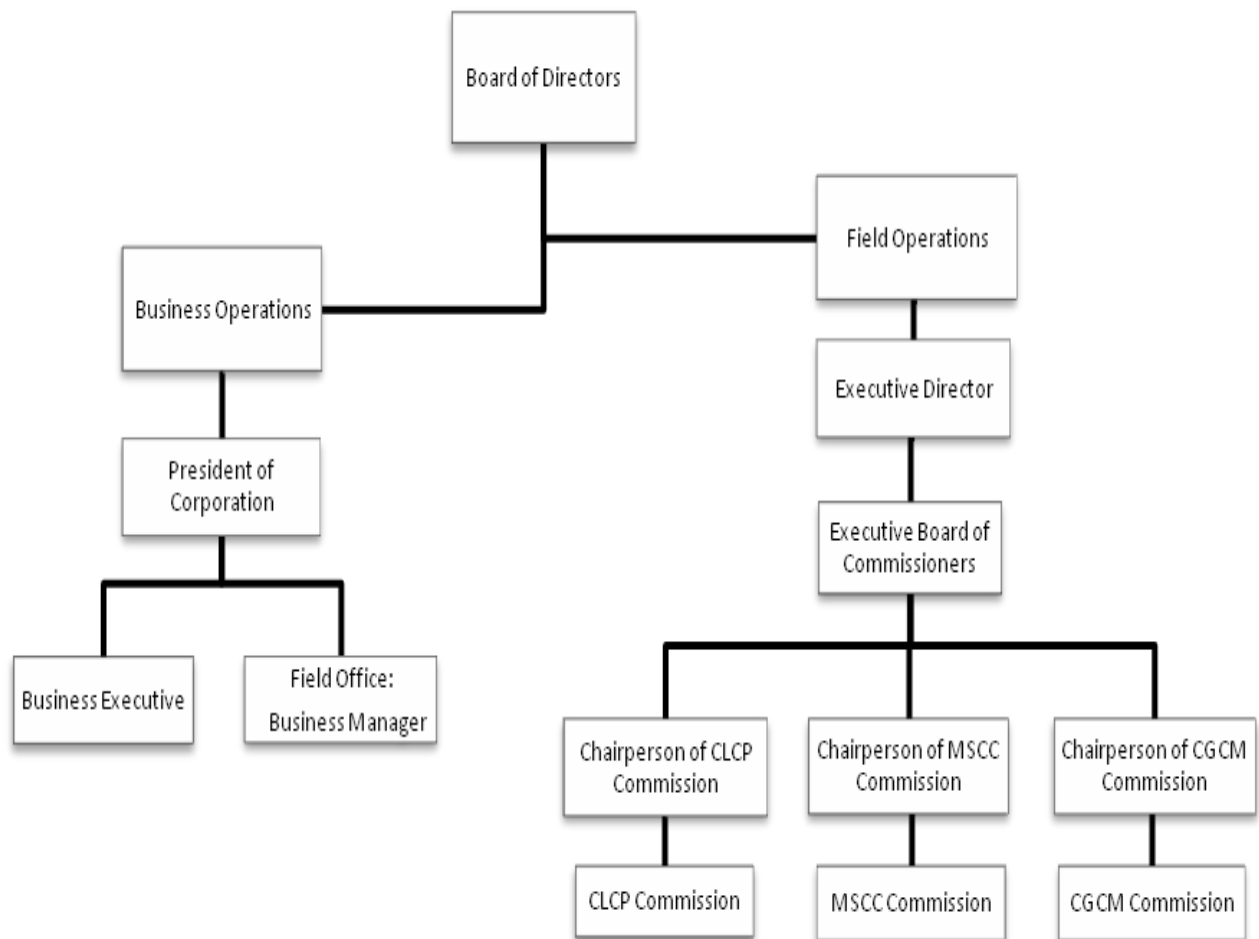 Board of Directors
Field Operations
Business Operations
Executive Director
President of
Corporation
Executive Board of
Commissioners
Business Executive
Field Office:
Business Manager
Chairperson of CLCP
Commission
Chairperson of MSCC
Commission
Chairperson of CGCM
Commission
CLCP Commission
MSCC Commission
CGCM Commission